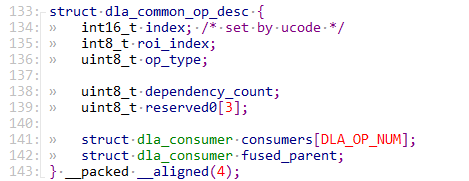 133: struct·dla_common_op_desc·{
134: »   int16_t·index;·/*·set·by·ucode·*/
135: »   int8_t·roi_index;
136: »   uint8_t·op_type;
137:
138: »   uint8_t·dependency_count;
139: »   uint8_t·reserved0[3];
140:
141: »   struct·dla_consumer·consumers[DLA_OP_NUM];
142: »   struct·dla_consumer·fused_parent;
143: }·__packed·__aligned(4);